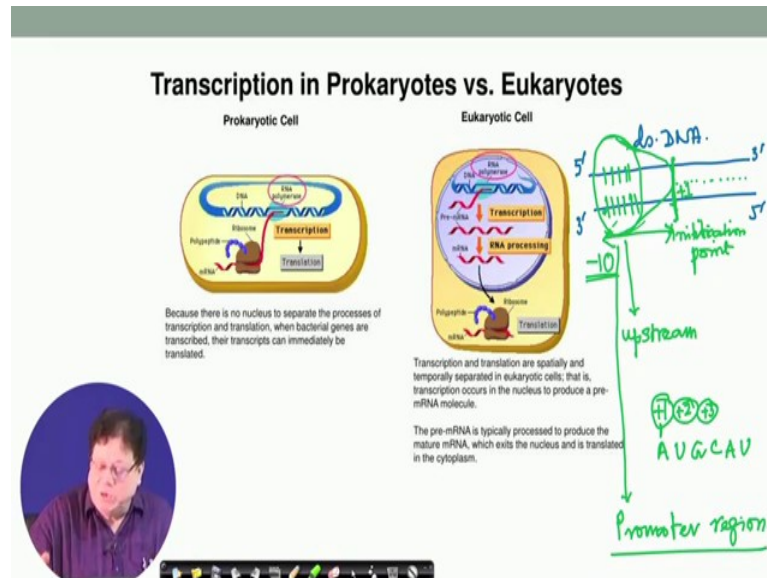 Transcription in Prokaryotes vs. Eukaryotes
Prokaryotic Cell
DNA
RNA
polymerase
Ribosome
Polypeptide
mRNA
Transcription
Translation
Because there is no nucleus to separate the processes of
transcription and translation, when bacterial genes are
transcribed, their transcripts can immediately be
translated.
Eukaryotic Cell
RNA
polymerase
DNA
Pre-mRNA
Transcription
RNA processing
mRNA
Ribosome
Polypeptide
mRNA
Translation
Transcription and translation are spatially and
temporally separated in eukaryotic cells; that is,
transcription occurs in the nucleus to produce a pre-
mRNA molecule.
The pre-mRNA is typically processed to produce the
mature mRNA, which exits the nucleus and is translated
in the cytoplasm.
ds. DNA.
5' 3'
+1
3' 5'
Initiation
point
-10
upstream
+1 +2 +3
A U G C A U
Promoter region